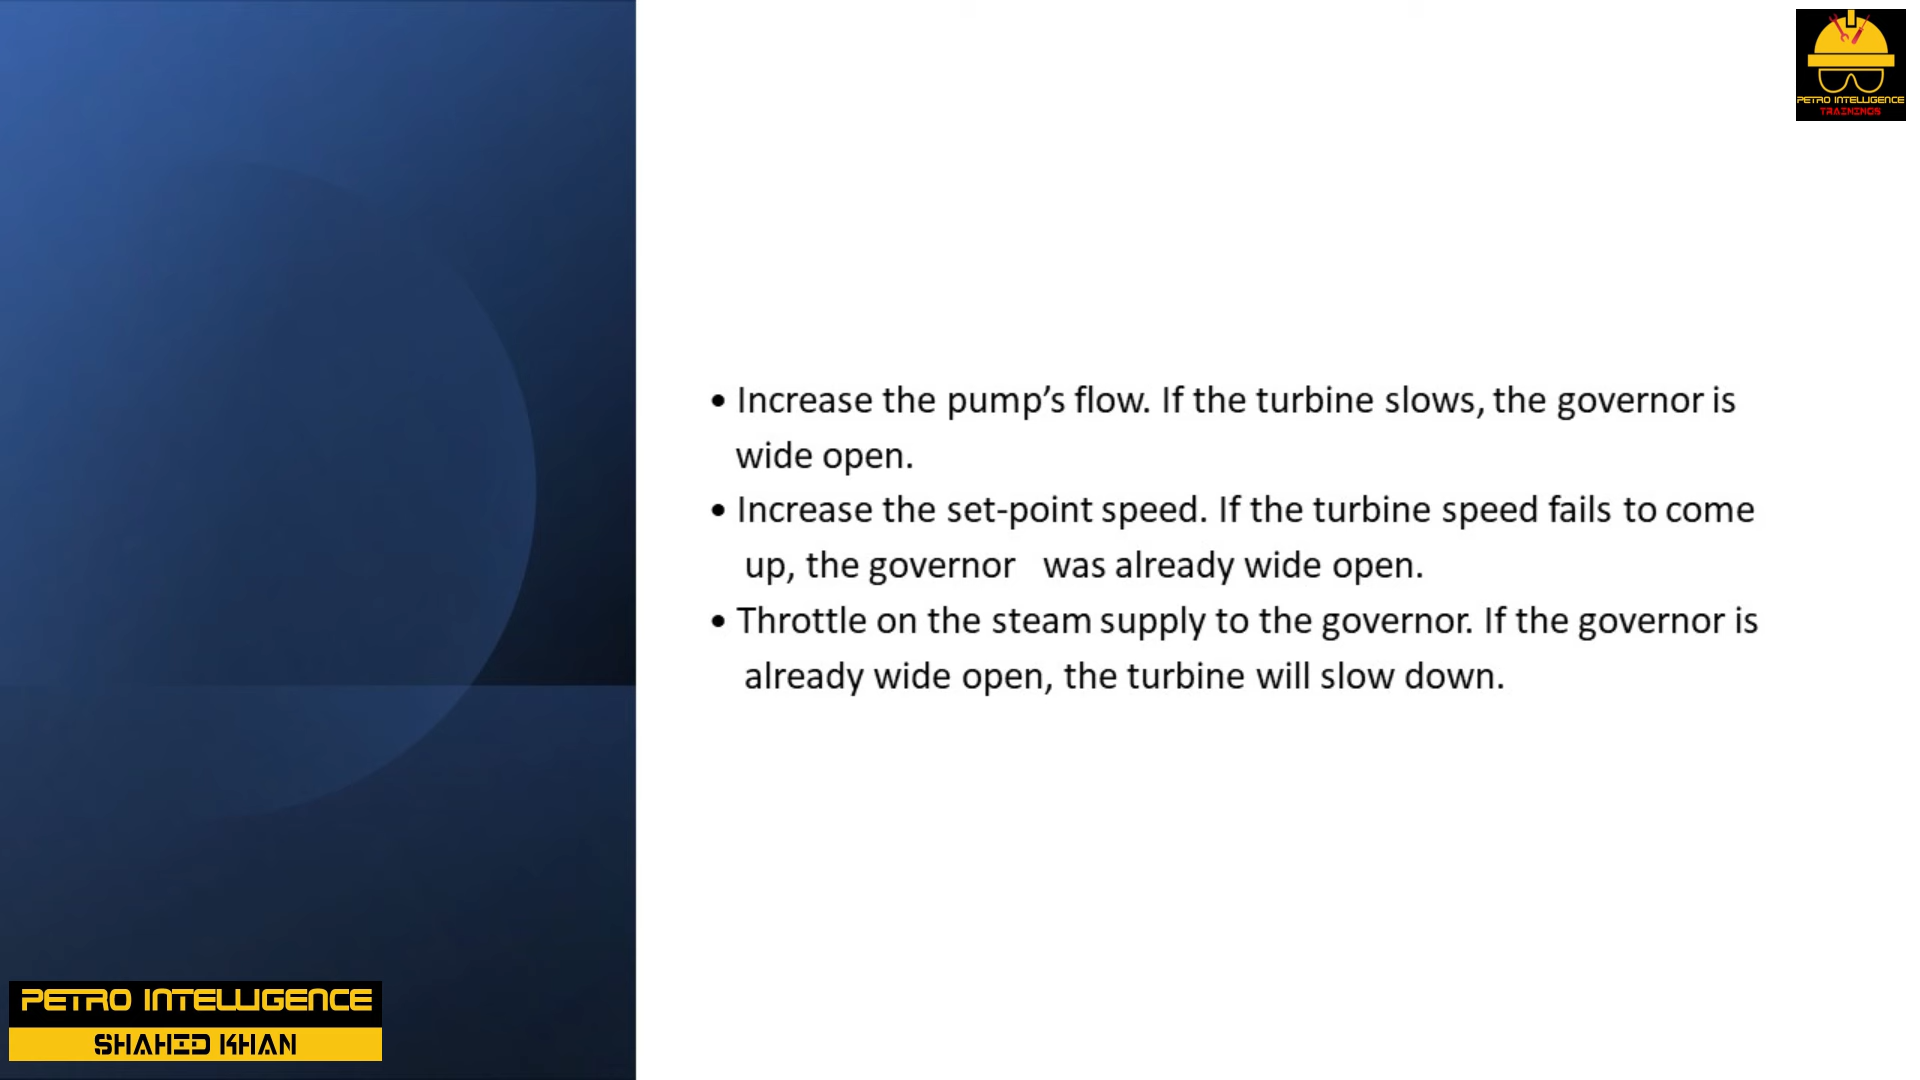 PETRO INTELLIGENCE
TRAININGS
• Increase the pump’s flow. If the turbine slows, the governor is
wide open.
• Increase the set-point speed. If the turbine speed fails to come
up, the governor   was already wide open.
• Throttle on the steam supply to the governor. If the governor is
already wide open, the turbine will slow down.
PETRO INTELLIGENCE
SHAHID KHAN